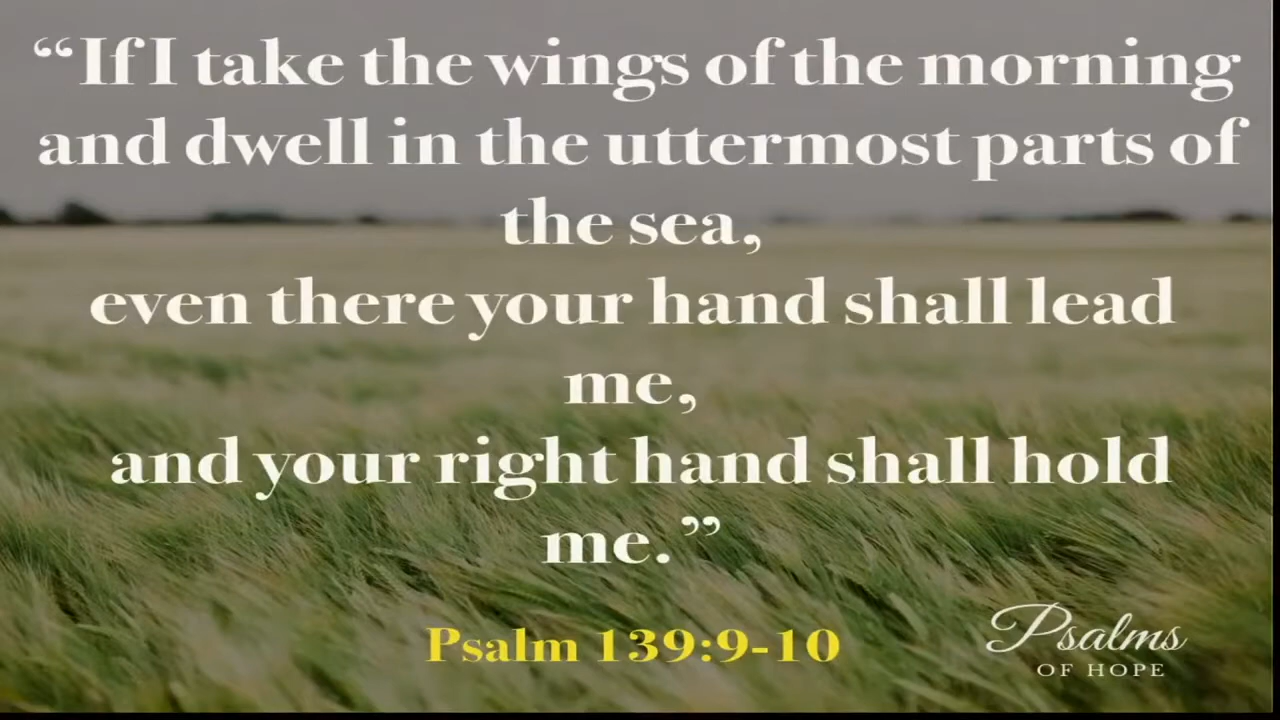 “If I take the wings of the morning
and dwell in the uttermost parts of
the sea,
even there your hand shall lead
me,
and your right hand shall hold
me.”
Psalm 139:9-10
Psalms
OF HOPE